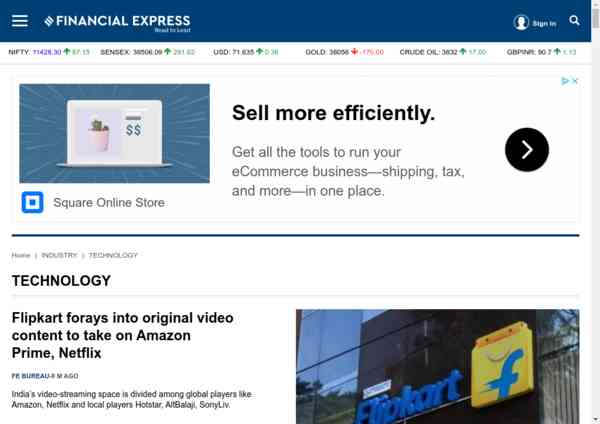 FINANCIAL EXPRESS
Read to Lead
Sign In
NIFTY: 11428.30 87.15 SENSEX: 38506.09 291.62 USD: 71.635 0.36 GOLD: 38056 -175.00 CRUDE OIL: 3832 17.00 GBPINR: 90.7 1.13
$$
Square Online Store
Sell more efficiently.
Get all the tools to run your
eCommerce business—shipping, tax,
and more—in one place.
Home | INDUSTRY | TECHNOLOGY
TECHNOLOGY
Flipkart forays into original video
content to take on Amazon
Prime, Netflix
FE BUREAU-8 M AGO
India's video-streaming space is divided among global players like
Amazon, Netflix and local players Hotstar, AltBalaji, SonyLiv.
Flipkart
f